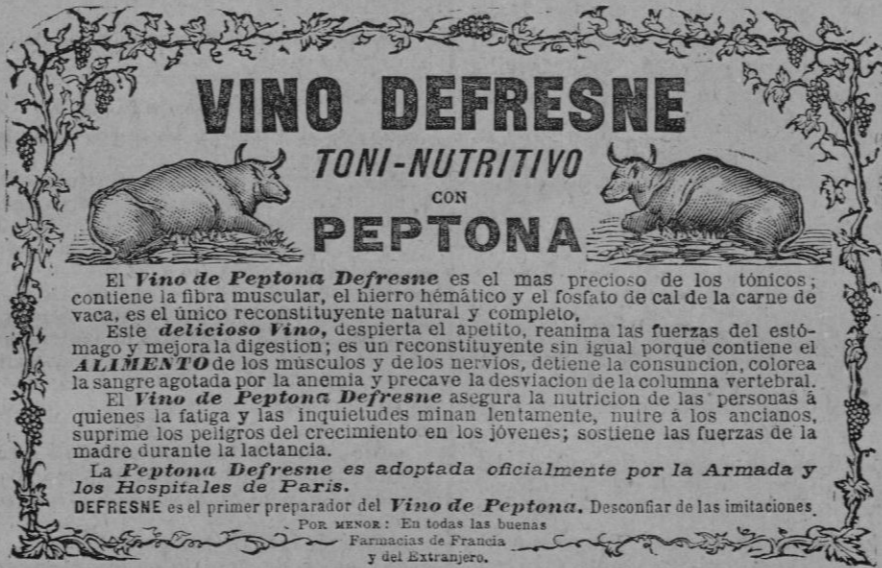 VINO DEFRESNE
TONI-NUTRITIVO
CON
PEPTONA
El Vino de Peptona Defresne es el mas precioso de los tónicos;
contiene la fibra muscular, el hierro hémático y el fosfato de cal de la carne de
vaca, es el único reconstituyente natural y completo.
Este delicioso Vino, despierta el apetito, reanima las fuerzas del estó-
mago y mejora la digestion; es un reconstituyente sin igual porque contiene el
ALIMENTO de los músculos y de los nervios, detiene la consuncion, colorea
la sangre agotada por la anemia y precave la desviacion de la columna vertebral.
El Vino de Peptona Defresne asegura la nutricion de las personas á
quienes la fatiga y las inquietudes minan lentamente, nutre á los ancianos,
suprime los peligros del crecimiento en los jóvenes; sostiene las fuerzas de la
madre durante la lactancia.
La Peptona Defresne es adoptada oficialmente por la Armada y
los Hospitales de Paris.
DEFRESNE es el primer preparador del Vino de Peptona. Desconfiar de las imitaciones.
POR MENOR: En todas las buenas
Farmacias de Francia
y del Extranjero.